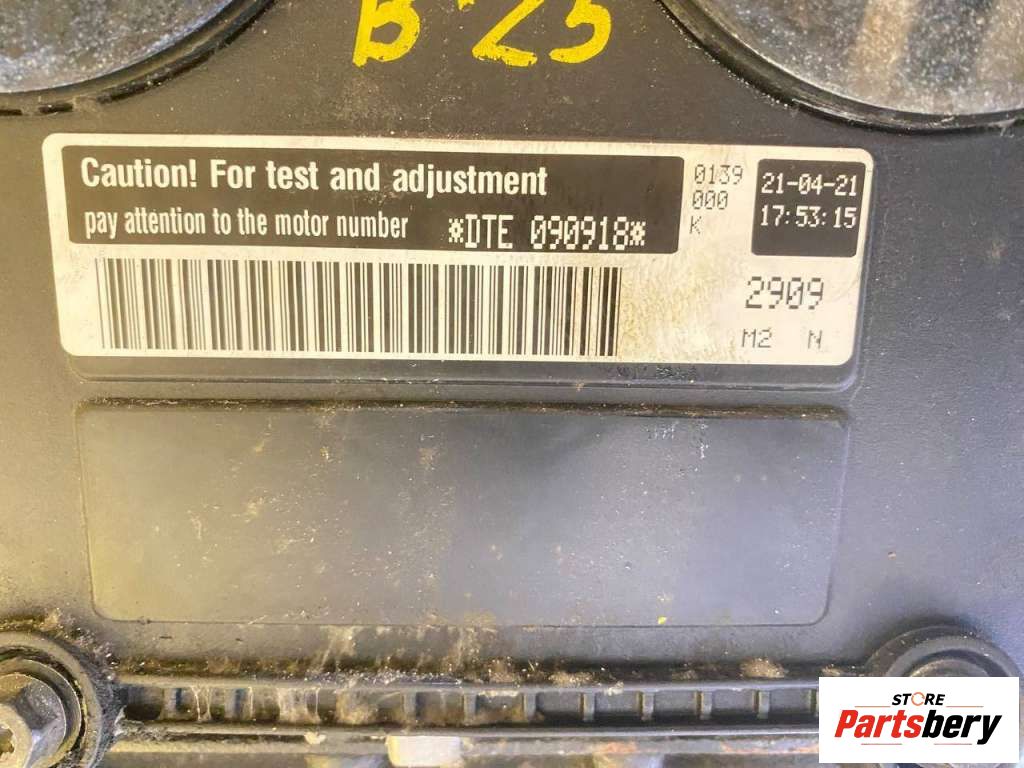 B'25
Caution! For test and adjustment
pay attention to the motor number *DTE 090918*
0139
000
K
21-04-21
17:53:15
2909
M2 N
STORE
Partsbery